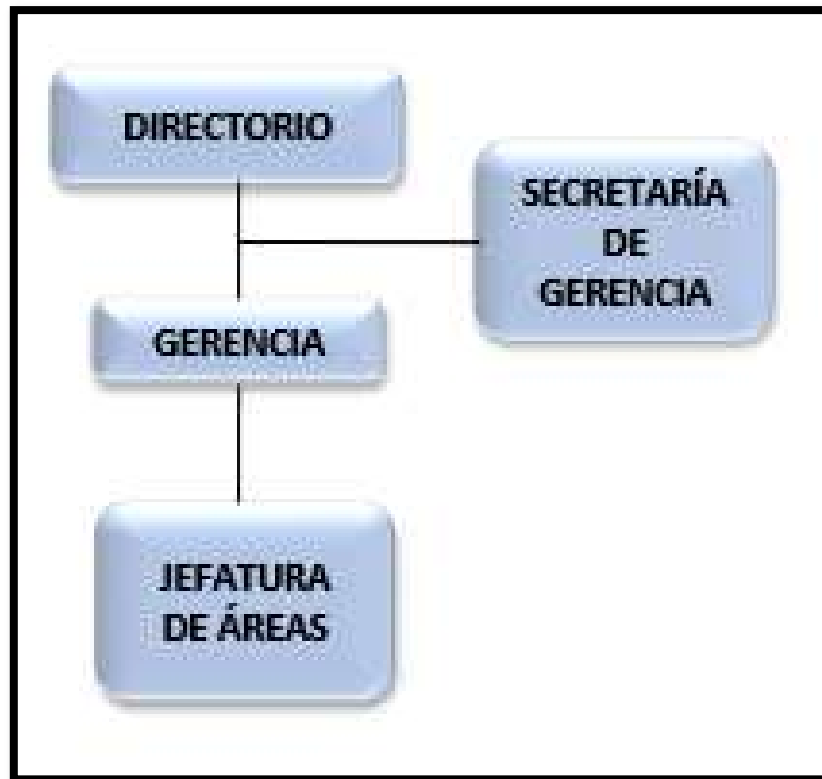 DIRECTORIO
SECRETARÍA
DE
GERENCIA
GERENCIA
JEFATURA
DE ÁREAS